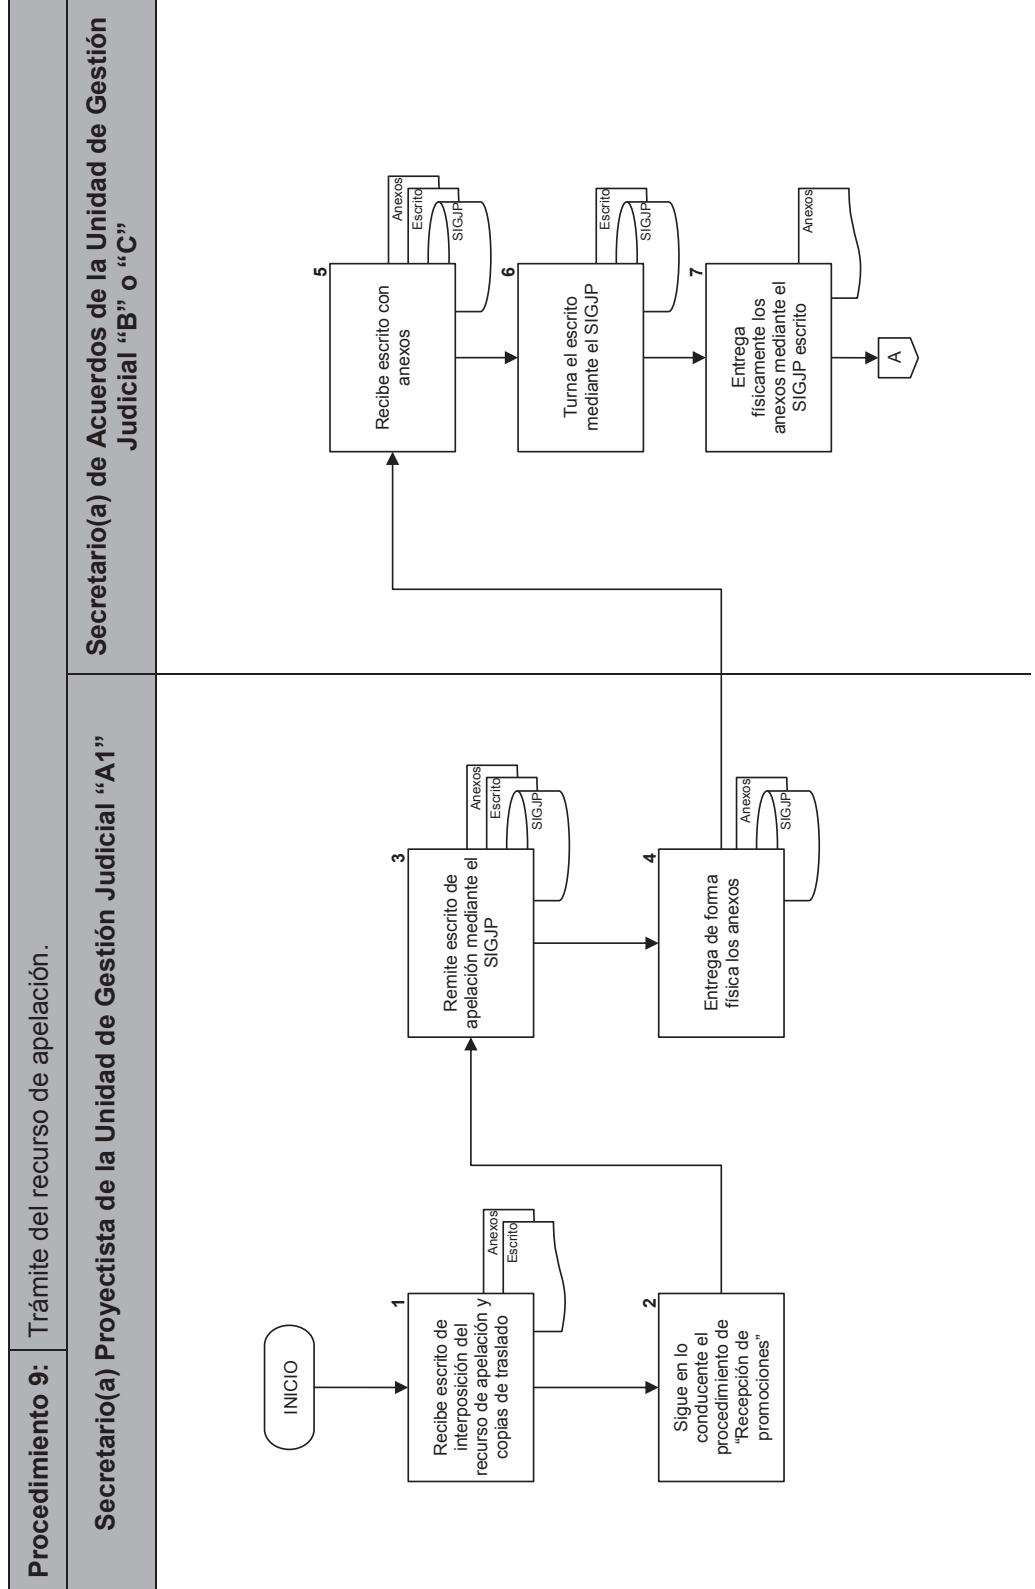 Procedimiento 9: Trámite del recurso de apelación.
Secretario(a) Proyectista de la Unidad de Gestión Judicial “A1”
Secretario(a) de Acuerdos de la Unidad de Gestión
Judicial “B” o “C”
INICIO
1
Recibe escrito de
interposición del
recurso de apelación y
copias de traslado
Anexos
Escrito
2
Sigue en lo
conducente el
procedimiento de
“Recepción de
promociones”
3
Remite escrito de
apelación mediante el
SIGJP
Anexos
Escrito
SIGJP
4
Entrega de forma
física los anexos
Anexos
SIGJP
5
Recibe escrito con
anexos
Anexos
Escrito
SIGJP
6
Turna el escrito
mediante el SIGJP
Escrito
SIGJP
7
Entrega
físicamente los
anexos mediante el
SIGJP escrito
Anexos
A